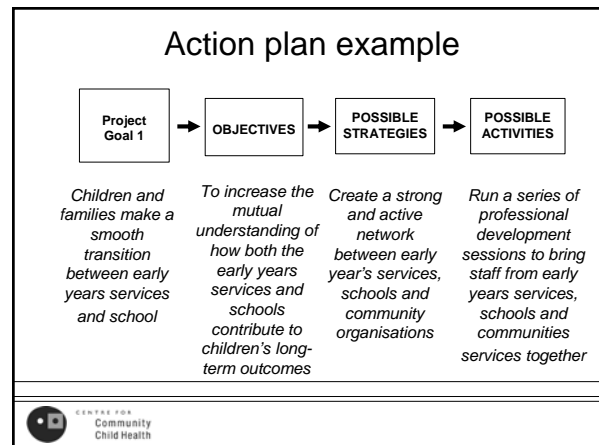 Action plan example
Project
Goal 1
OBJECTIVES
POSSIBLE
STRATEGIES
POSSIBLE
ACTIVITIES
Children and
families make a
smooth
transition
between early
years services
and school
To increase the
mutual
understanding of
how both the
early years
services and
schools
contribute to
children's long-
term outcomes
Create a strong
and active
network
between early
year's services,
schools and
community
organisations
Run a series of
professional
development
sessions to bring
staff from early
years services,
schools and
communities
services together
CENTRE FOR
Community
Child Health